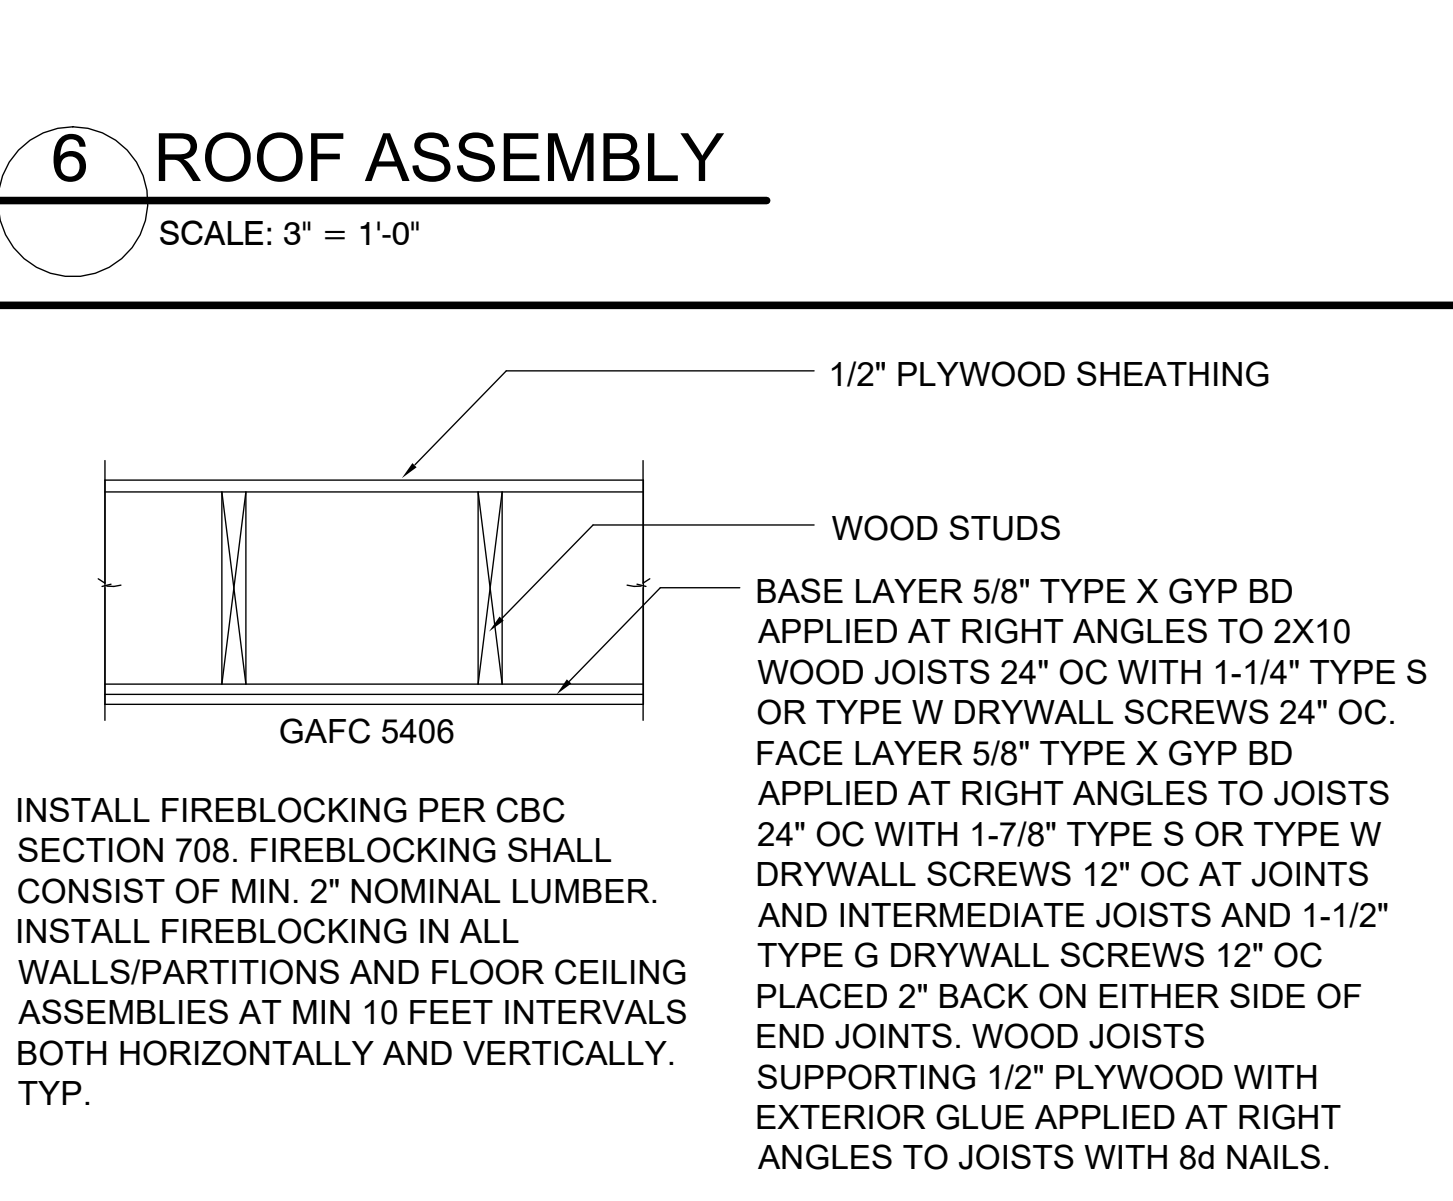 6 ROOF ASSEMBLY
SCALE: 3" = 1'-0"
1/2" PLYWOOD SHEATHING
WOOD STUDS
BASE LAYER 5/8" TYPE X GYP BD
APPLIED AT RIGHT ANGLES TO 2X10
WOOD JOISTS 24" OC WITH 1-1/4" TYPE S
OR TYPE W DRYWALL SCREWS 24" OC.
FACE LAYER 5/8" TYPE X GYP BD
APPLIED AT RIGHT ANGLES TO JOISTS
24" OC WITH 1-7/8" TYPE S OR TYPE W
DRYWALL SCREWS 12" OC AT JOINTS
AND INTERMEDIATE JOISTS AND 1-1/2"
TYPE G DRYWALL SCREWS 12" OC
PLACED 2" BACK ON EITHER SIDE OF
END JOINTS. WOOD JOISTS
SUPPORTING 1/2" PLYWOOD WITH
EXTERIOR GLUE APPLIED AT RIGHT
ANGLES TO JOISTS WITH 8d NAILS.
GAFC 5406
INSTALL FIREBLOCKING PER CBC
SECTION 708. FIREBLOCKING SHALL
CONSIST OF MIN. 2" NOMINAL LUMBER.
INSTALL FIREBLOCKING IN ALL
WALLS/PARTITIONS AND FLOOR CEILING
ASSEMBLIES AT MIN 10 FEET INTERVALS
BOTH HORIZONTALLY AND VERTICALLY.
TYP.